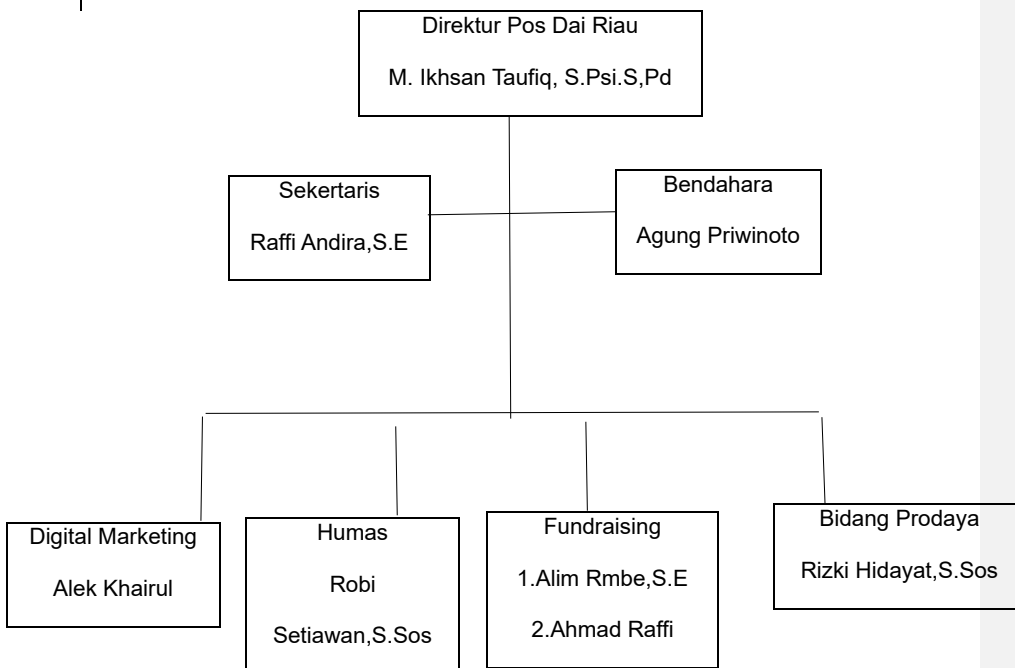 Direktur Pos Dai Riau
M. Ikhsan Taufiq, S.Psi.S,Pd
Sekertaris
Raffi Andira,S.E
Bendahara
Agung Priwinoto
Digital Marketing
Alek Khairul
Humas
Robi
Setiawan,S.Sos
Fundraising
1.Alim Rmbe,S.E
2.Ahmad Raffi
Bidang Prodaya
Rizki Hidayat,S.Sos